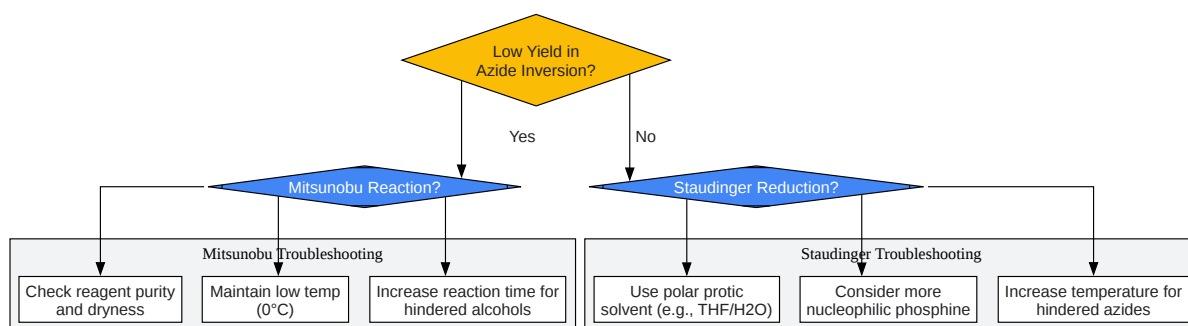 Low Yield in
Azide Inversion?
Yes
No
Mitsunobu Reaction?
Staudinger Reduction?
Mitsunobu Troubleshooting
Staudinger Troubleshooting
Check reagent purity
and dryness
Maintain low temp
(0°C)
Increase reaction time for
hindered alcohols
Use polar protic
solvent (e.g., THF/H2O)
Consider more
nucleophilic phosphine
Increase temperature for
hindered azides